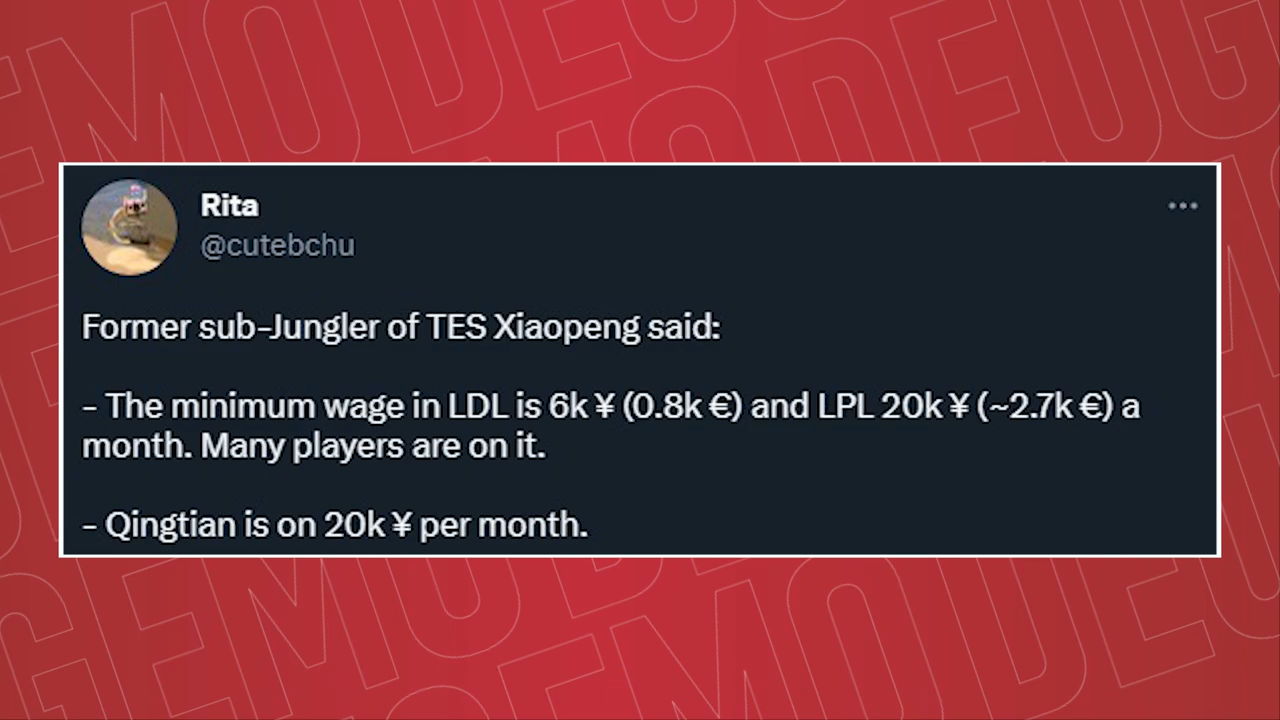 Rita
@cutebchu
Former sub-Jungler of TES Xiaopeng said:
- The minimum wage in LDL is 6k ¥ (0.8k €) and LPL 20k ¥ (~2.7k €) a
month. Many players are on it.
- Qingtian is on 20k ¥ per month.